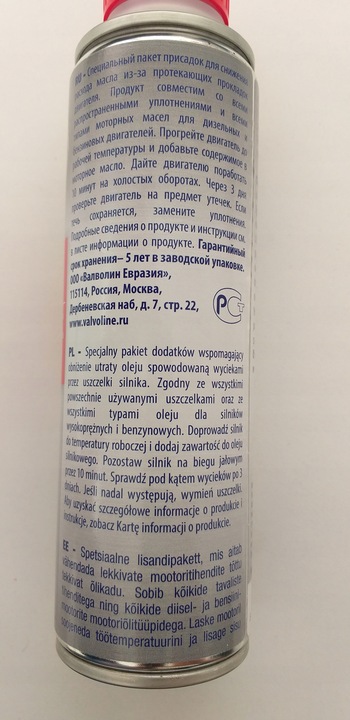 RU - Специальный пакет присадок для снижения
расхода масла из-за протекающих прокладок
двигателя. Продукт совместим со всеми
распространенными уплотнениями и всеми
типами моторных масел для дизельных и
бензиновых двигателей. Прогрейте двигатель до
рабочей температуры и добавьте содержимое в
моторное масло. Дайте двигателю поработать
10 минут на холостых оборотах. Через 3 дня
проверьте двигатель на предмет утечек. Если
течь сохраняется, замените уплотнения.
Подробные сведения о продукте и инструкции см.
в листе информации о продукте. Гарантийный
срок хранения– 5 лет в заводской упаковке.
ООО «Валволин Евразия»,
115114, Россия, Москва,
Дербеневская наб, д. 7, стр. 22,
www.valvoline.ru
РСТ
PL - Specjalny pakiet dodatków wspomagający
obniżenie utraty oleju spowodowaną wyciekami
przez uszczelki silnika. Zgodny ze wszystkimi
powszechnie używanymi uszczelkami oraz ze
wszystkimi typami oleju dla silników
wysokoprężnych i benzynowych. Doprowadź silnik
do temperatury roboczej i dodaj zawartość do oleju
silnikowego. Pozostaw silnik na biegu jałowym
przez 10 minut. Sprawdź pod kątem wycieków po 3
dniach. Jeśli nadal występują, wymień uszczelki.
Aby uzyskać szczegółowe informacje o produkcie i
instrukcje, zobacz Kartę informacji o produkcie.
EE - Spetsiaalne lisandipakett, mis aitab
vähendada lekkivate mootoritihendite tõttu
tekkivat õlikadu. Sobib kõikide tavaliste
tihenditega ning kõikide diisel- ja bensiini-
mootorite mootoriõlitüüpidega. Laske mootoril
soojeneda töötemperatuurini ja lisage sisu